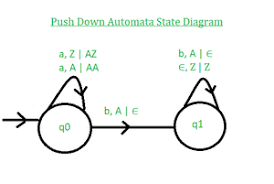 Push Down Automata State Diagram
a, Z | AZ
a, A | AA
b, A | ∈
∈, Z | Z
b, A | ∈
q0
q1